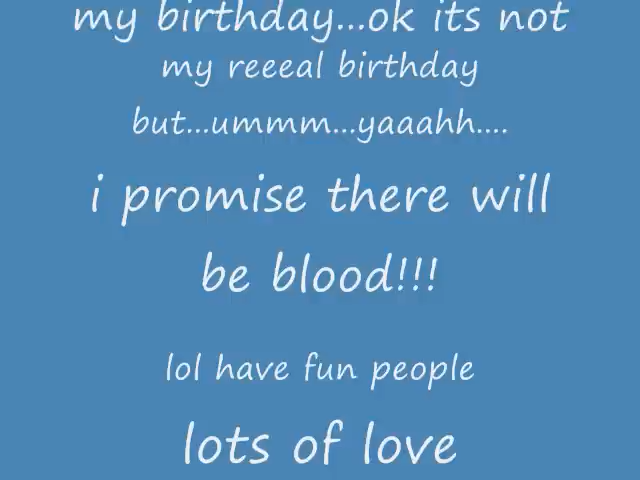 my birthday...ok its not
my reeeal birthday
but...ummm...yaaahh....
i promise there will
be blood!!!
lol have fun people
lots of love